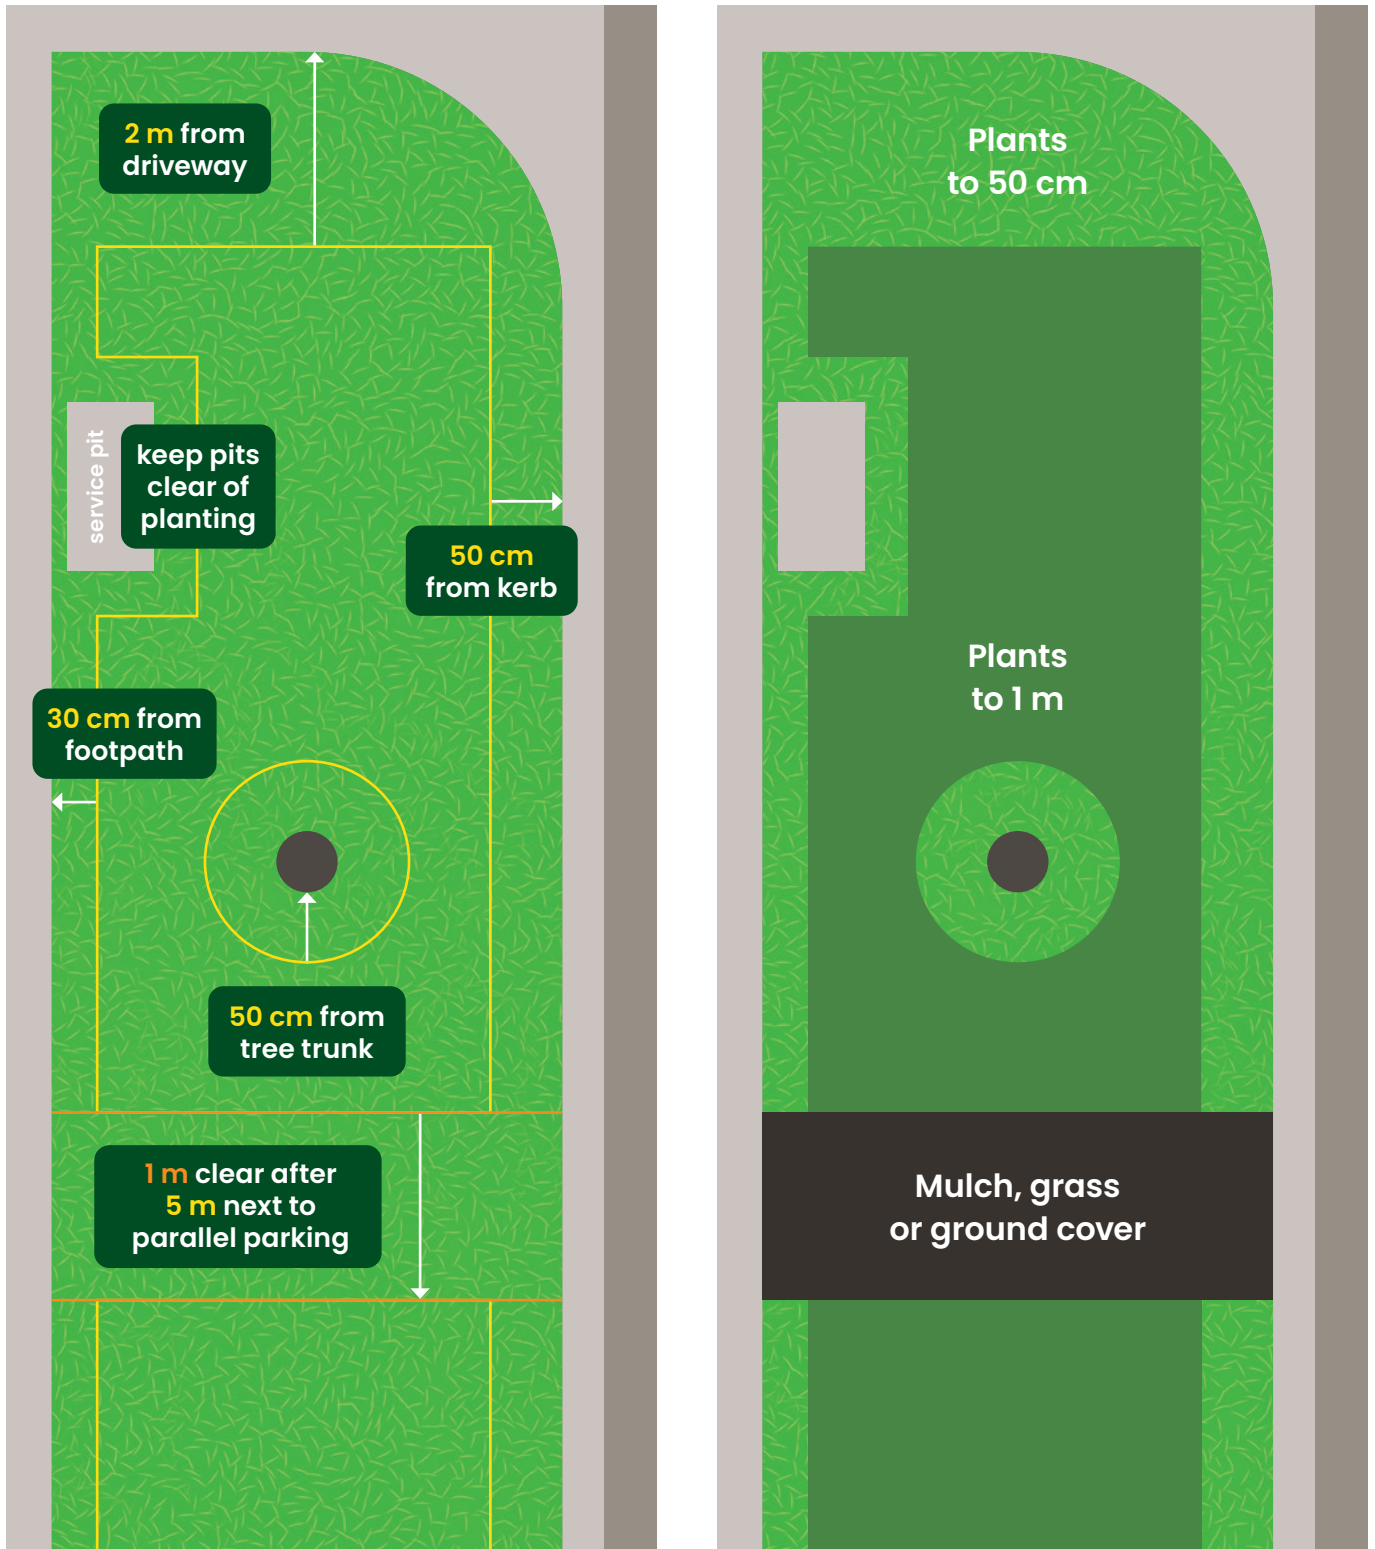 2 m from
driveway
service pit
keep pits
clear of
planting
50 cm
from kerb
30 cm from
footpath
50 cm from
tree trunk
1 m clear after
5 m next to
parallel parking
Plants
to 50 cm
Plants
to 1 m
Mulch, grass
or ground cover